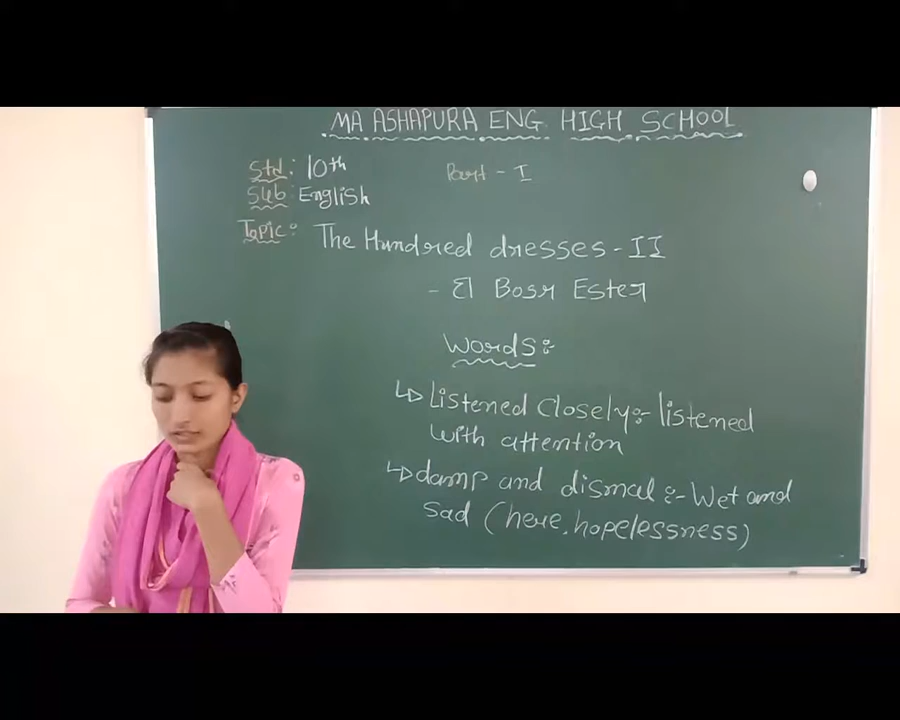 MA ASHAPURA ENG HIGH SCHOOL
Std: 10th
Part - I
Sub: English
Topic: The Hundred dresses - II
- El Bosr Ester
Words :-
↳ Listened Closely :- listened
with attention
↳ damp and dismal :- Wet and
Sad (here, hopelessness)